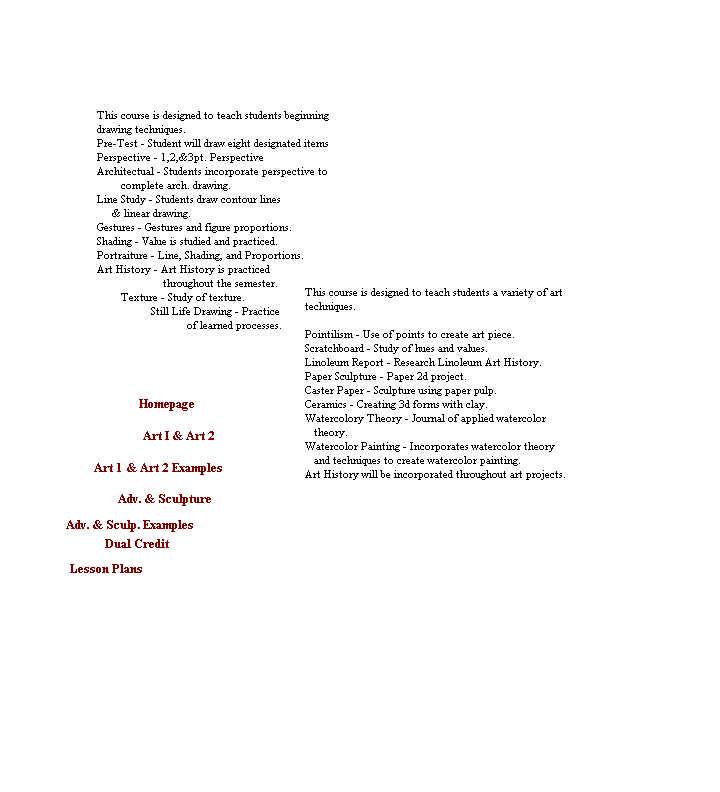 This course is designed to teach students beginning
drawing techniques.
Pre-Test - Student will draw eight designated items
Perspective - 1,2,&3pt. Perspective
Architectual - Students incorporate perspective to
complete arch. drawing.
Line Study - Students draw contour lines
& linear drawing.
Gestures - Gestures and figure proportions.
Shading - Value is studied and practiced.
Portraiture - Line, Shading, and Proportions.
Art History - Art History is practiced
throughout the semester.
Texture - Study of texture.
Still Life Drawing - Practice
of learned processes.
This course is designed to teach students a variety of art
techniques.
Pointilism - Use of points to create art piece.
Scratchboard - Study of hues and values.
Linoleum Report - Research Linoleum Art History.
Paper Sculpture - Paper 2d project.
Caster Paper - Sculpture using paper pulp.
Ceramics - Creating 3d forms with clay.
Watercolory Theory - Journal of applied watercolor
theory.
Watercolor Painting - Incorporates watercolor theory
and techniques to create watercolor painting.
Art History will be incorporated throughout art projects.
Homepage
Art I & Art 2
Art 1 & Art 2 Examples
Adv. & Sculpture
Adv. & Sculp. Examples
Dual Credit
Lesson Plans